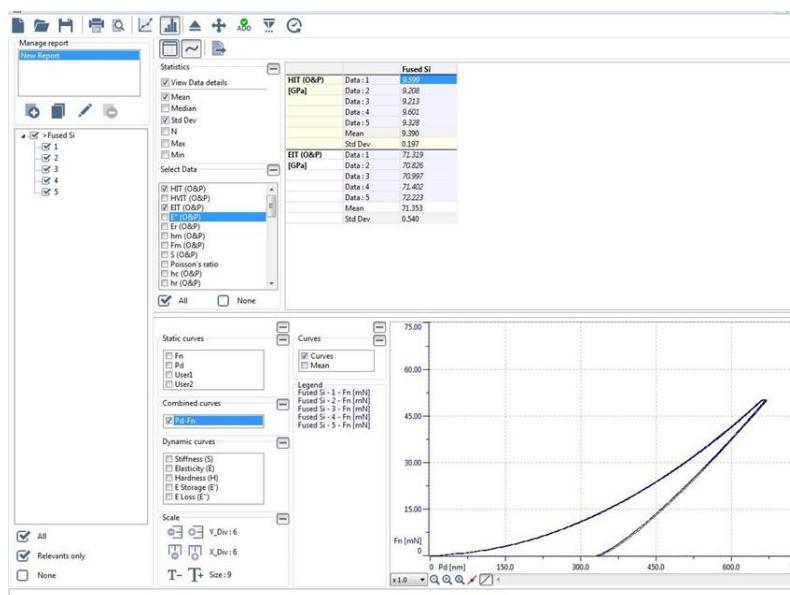 ADO
Manage report
New Report
>Fused Si
1
2
3
4
5
All
Relevants only
None
Statistics
View Data details
Mean
Median
Std Dev
N
Max
Min
Select Data
HIT (O&P)
HVIT (O&P)
EIT (O&P)
E* (O&P)
Er (O&P)
hm (O&P)
Fm (O&P)
S (O&P)
Poisson's ratio
hc (O&P)
hr (O&P)
All None
Fused Si
HIT (O&P) Data : 1 9.599
[GPa] Data : 2 9.208
Data : 3 9.213
Data : 4 9.601
Data : 5 9.328
Mean 9.390
Std Dev 0.197
EIT (O&P) Data : 1 71.319
[GPa] Data : 2 70.826
Data : 3 70.997
Data : 4 71.402
Data : 5 72.223
Mean 71.353
Std Dev 0.540
Static curves
Fn
Pd
User1
User2
Combined curves
Pd-Fn
Dynamic curves
Stiffness (S)
Elasticity (E)
Hardness (H)
E Storage (E')
E Loss (E'')
Scale
Y_Div : 6
X_Div : 6
T- T+ Size : 9
Curves
Curves
Mean
Legend
Fused Si - 1 - Fn [mN]
Fused Si - 2 - Fn [mN]
Fused Si - 3 - Fn [mN]
Fused Si - 4 - Fn [mN]
Fused Si - 5 - Fn [mN]
75.00
60.00
45.00
30.00
15.00
Fn [mN]
0
0 Pd [nm] 150.0 300.0 450.0 600.0
x1.0